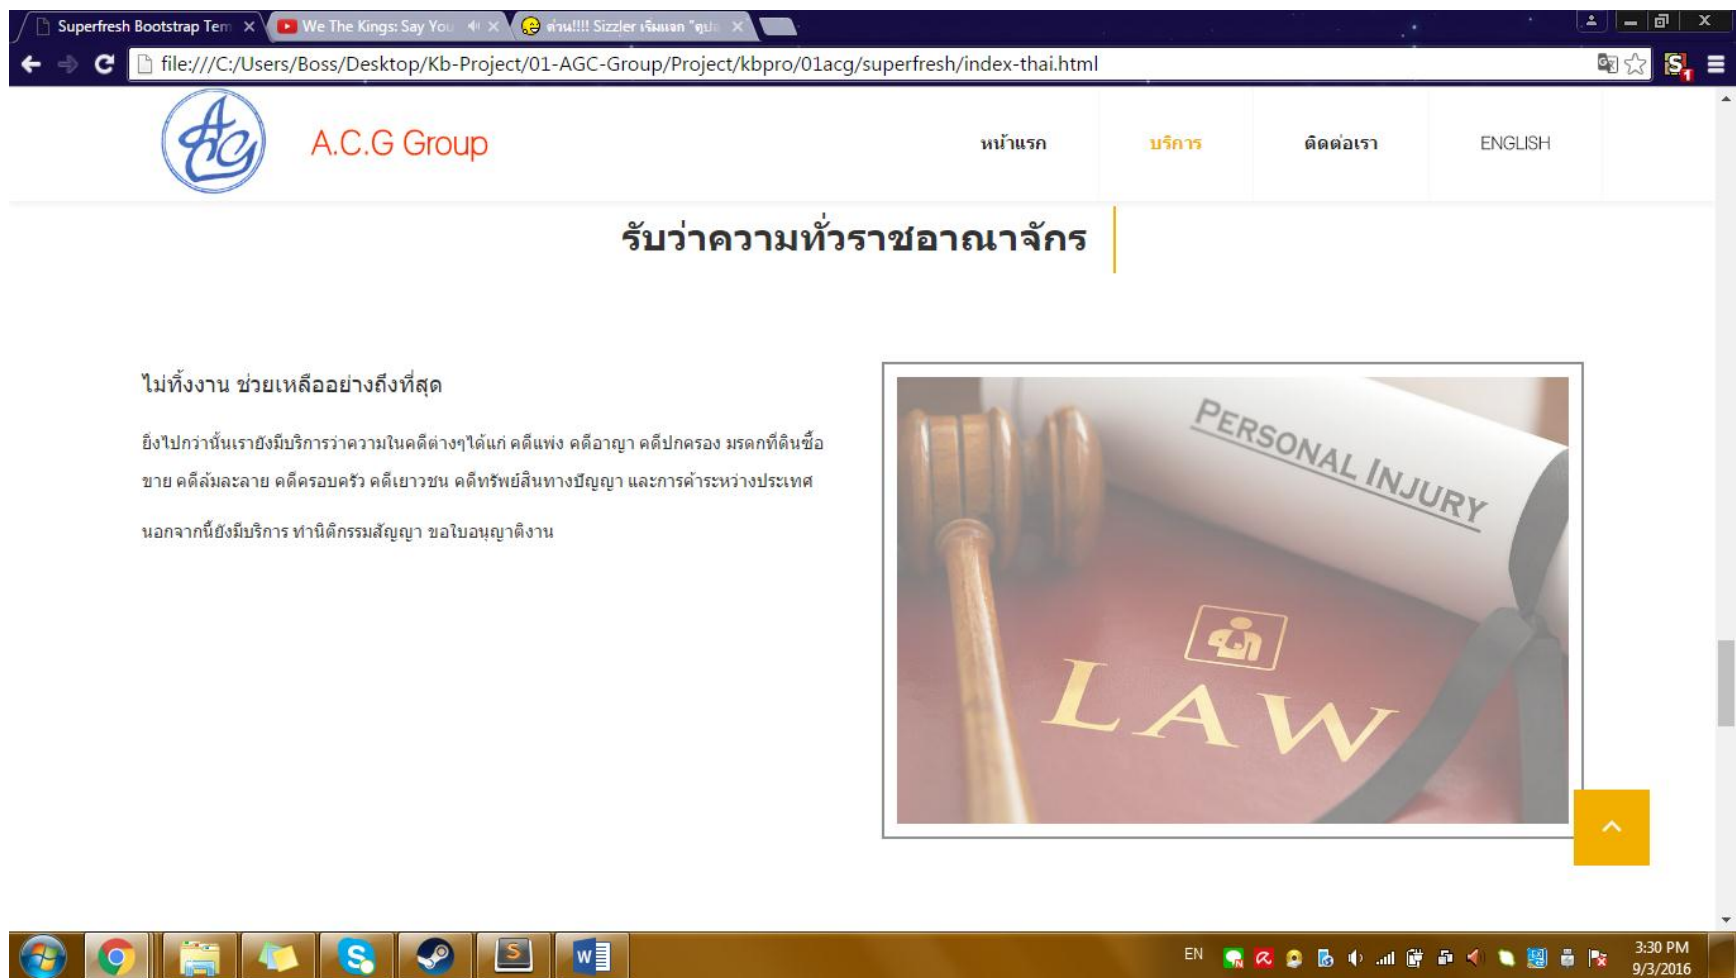 Superfresh Bootstrap Tem
We The Kings: Say You
ด่วน!!!! Sizzler เริ่มแจก "คูปอ
file:///C:/Users/Boss/Desktop/Kb-Project/01-AGC-Group/Project/kbpro/01acg/superfresh/index-thai.html
ACG
A.C.G Group
หน้าแรก
บริการ
ติดต่อเรา
ENGLISH
รับว่าความทั่วราชอาณาจักร
ไม่ทิ้งงาน ช่วยเหลืออย่างถึงที่สุด
ยิ่งไปกว่านั้นเรายังมีบริการว่าความในคดีต่างๆได้แก่ คดีแพ่ง คดีอาญา คดีปกครอง มรดกที่ดินซื้อ
ขาย คดีล้มละลาย คดีครอบครัว คดีเยาวชน คดีทรัพย์สินทางปัญญา และการค้าระหว่างประเทศ
นอกจากนี้ยังมีบริการ ทำนิติกรรมสัญญา ขอใบอนุญาติงาน
PERSONAL INJURY
LAW
EN
3:30 PM
9/3/2016